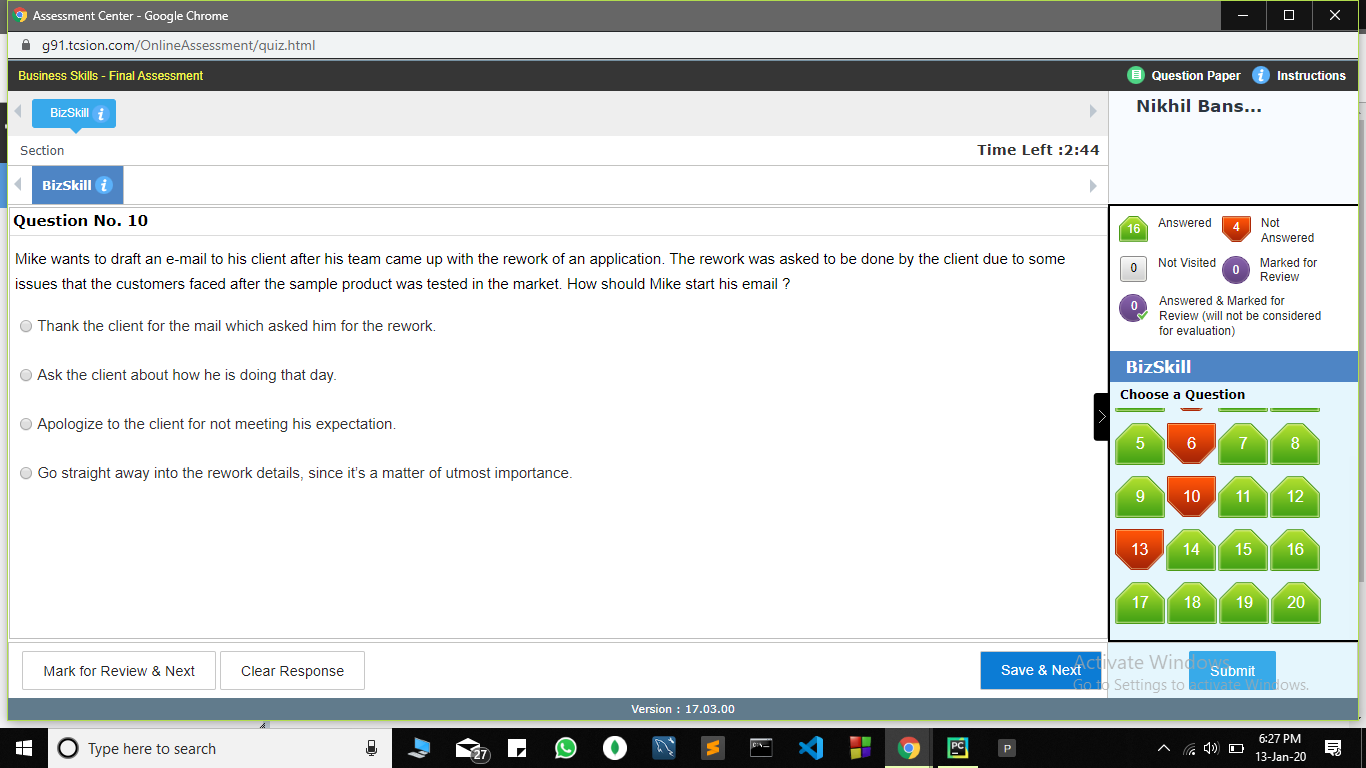 Assessment Center - Google Chrome
g91.tcsion.com/OnlineAssessment/quiz.html
Business Skills - Final Assessment
Question Paper
Instructions
BizSkill
Nikhil Bans...
Section
Time Left :2:44
BizSkill
Question No. 10
Mike wants to draft an e-mail to his client after his team came up with the rework of an application. The rework was asked to be done by the client due to some
issues that the customers faced after the sample product was tested in the market. How should Mike start his email ?
Thank the client for the mail which asked him for the rework.
Ask the client about how he is doing that day.
Apologize to the client for not meeting his expectation.
Go straight away into the rework details, since it's a matter of utmost importance.
16 Answered 4 Not
Answered
0 Not Visited 0 Marked for
Review
0 Answered & Marked for
Review (will not be considered
for evaluation)
BizSkill
Choose a Question
5 6 7 8
9 10 11 12
13 14 15 16
17 18 19 20
Mark for Review & Next
Clear Response
Save & Next
Submit
Activate Windows
Go to Settings to activate Windows.
Version : 17.03.00
Type here to search
27
PC
P
6:27 PM
13-Jan-20